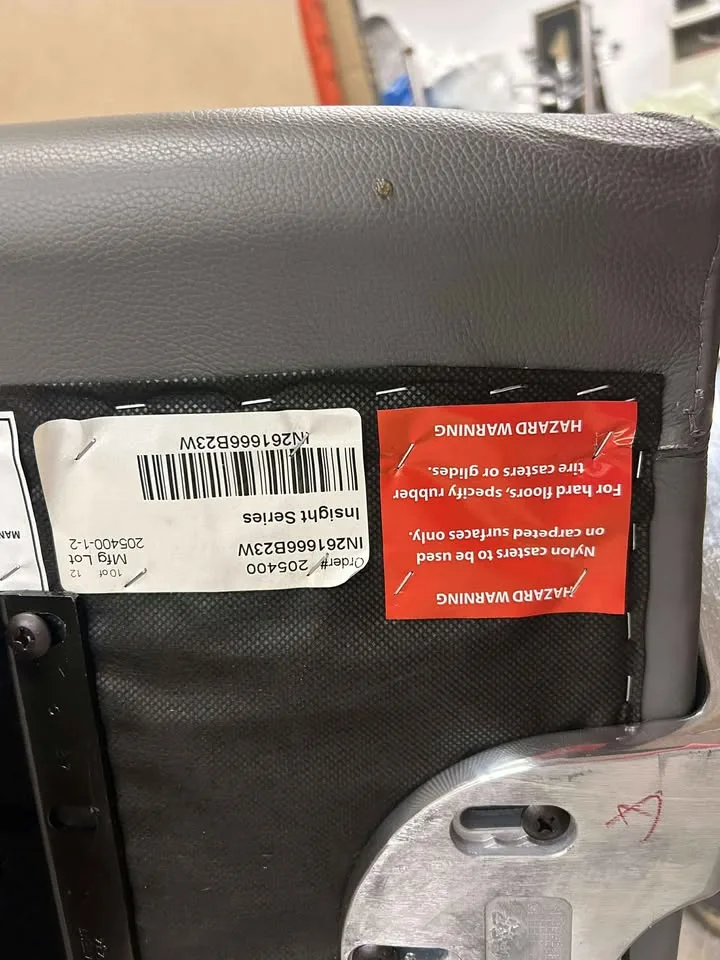 HAZARD WARNING
Nylon casters to be used
on carpeted surfaces only.
For hard floors, specify rubber
tire casters or glides.
HAZARD WARNING
Order# 205400
IN261666B23W
10 of 12
Mfg Lot
205400-1-2
Insight Series
IN261666B23W
MAN